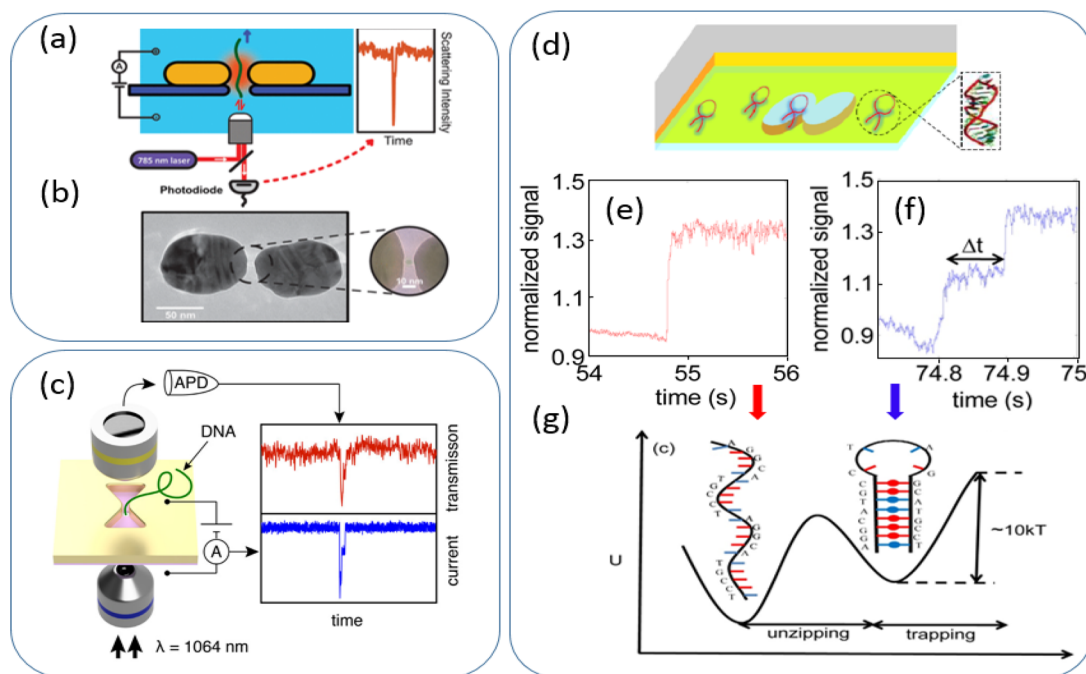 (a)
A
Scattering Intensity
Time
785 nm laser
Photodiode
(b)
50 nm
10 nm
(c)
APD
DNA
A
transmisson
current
time
λ = 1064 nm
(d)
(e)
normalized signal
1.5
1.3
1.1
0.9
54 55 56
time (s)
(f)
normalized signal
1.5
1.3
1.1
0.9
Δt
74.8 74.9 75
time (s)
(g)
(c)
U
A
G
G
C
A
T
G
C
C
T
A
G
G
C
A
T
G
C
C
T
T A
C G
C G
C C
G A
T T
A G
C C
G C
G T
A
~10kT
unzipping trapping